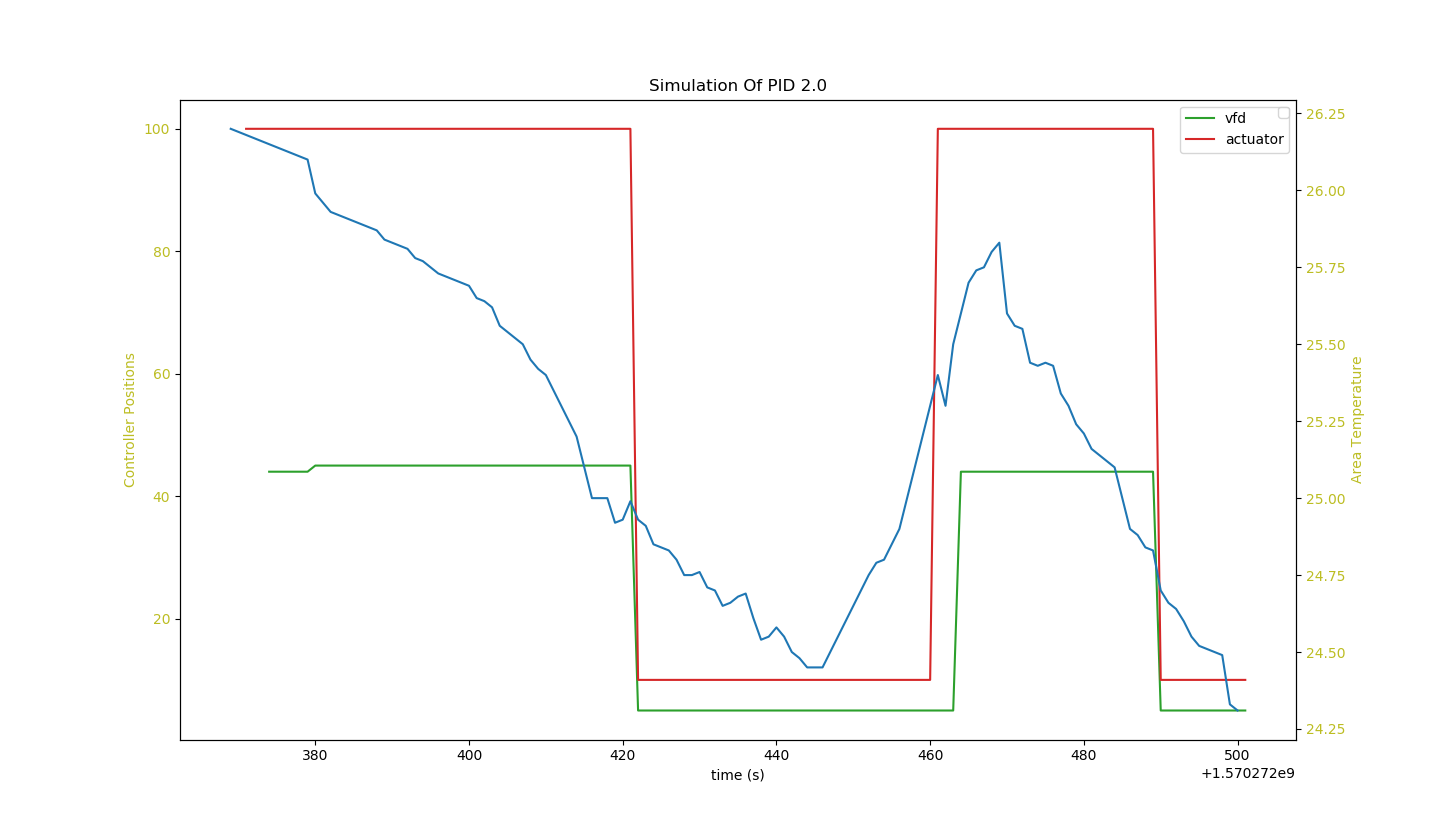 Simulation Of PID 2.0
vfd
actuator
100
80
60
40
20
Controller Positions
26.25
26.00
25.75
25.50
25.25
25.00
24.75
24.50
24.25
Area Temperature
380 400 420 440 460 480 500
time (s)
+1.570272e9